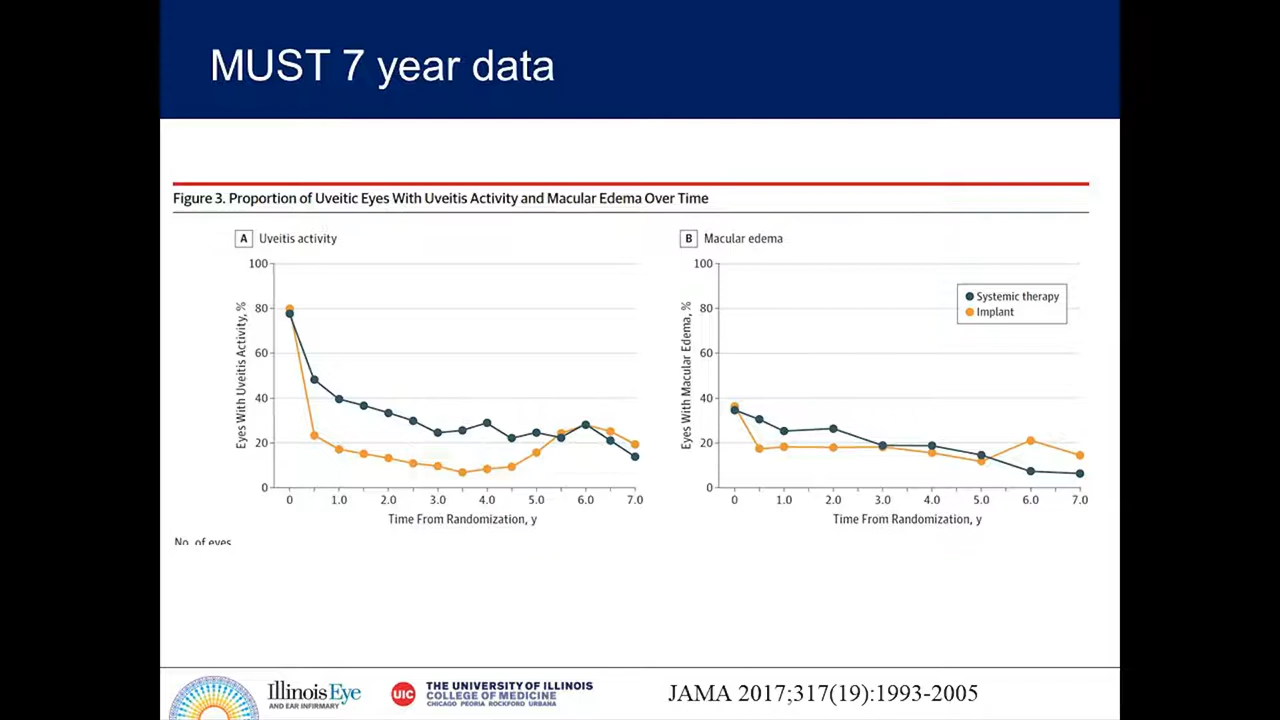 MUST 7 year data
Figure 3. Proportion of Uveitic Eyes With Uveitis Activity and Macular Edema Over Time
A Uveitis activity
100
80
60
40
20
0
Eyes With Uveitis Activity, %
0 1.0 2.0 3.0 4.0 5.0 6.0 7.0
Time From Randomization, y
B Macular edema
100
80
60
40
20
0
Eyes With Macular Edema, %
Systemic therapy
Implant
0 1.0 2.0 3.0 4.0 5.0 6.0 7.0
Time From Randomization, y
No. of eyes
Illinois Eye
AND EAR INFIRMARY
UIC
THE UNIVERSITY OF ILLINOIS
COLLEGE OF MEDICINE
CHICAGO PEORIA ROCKFORD URBANA
JAMA 2017;317(19):1993-2005